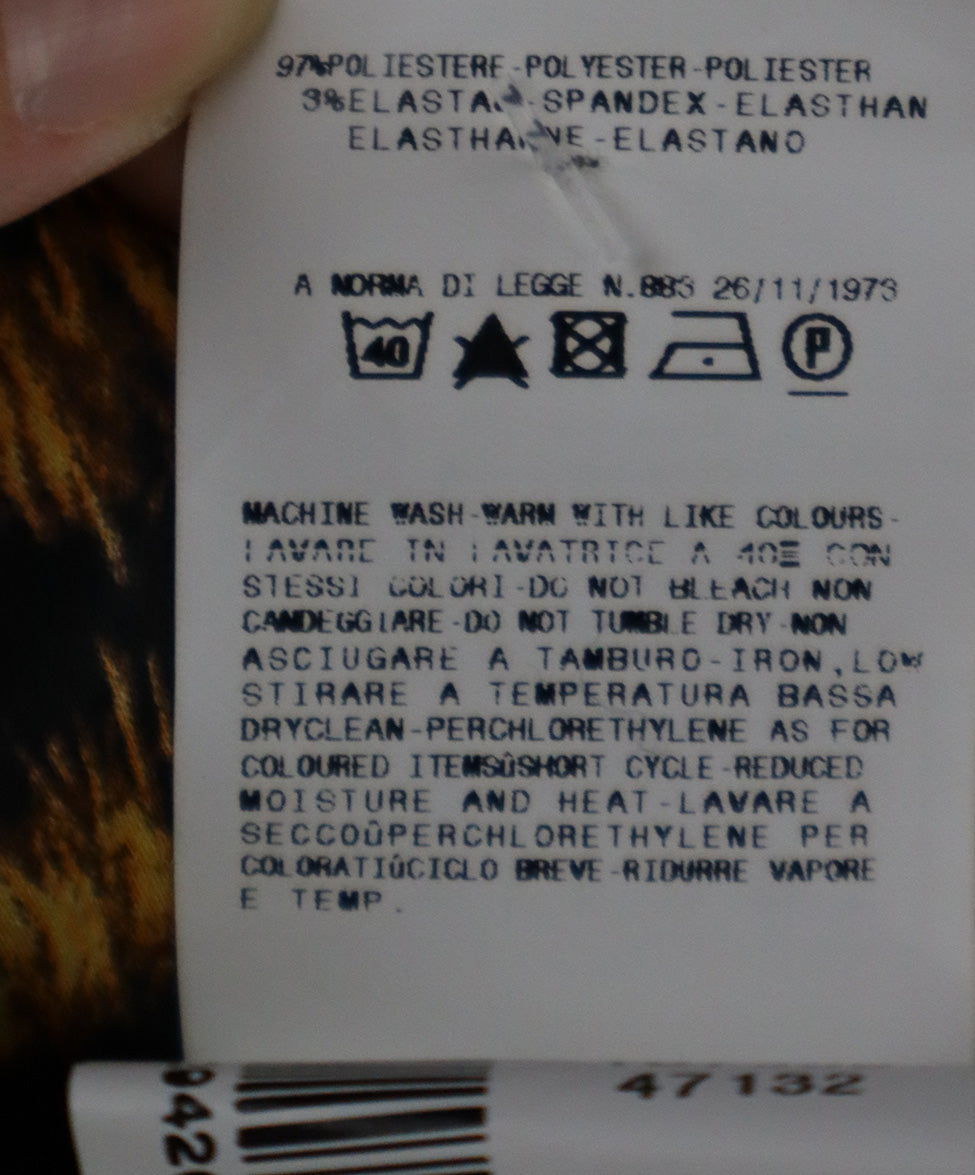 97%POLIESTERE-POLYESTER-POLIESTER
3% -SPANDEX-ELASTHAN
-ELASTANO
A NORMA DI LEGGE N.883 26/11/1973
40 P
MACHINE WASH-WARM WITH LIKE COLOURS-
LAVARE IN LAVATRICE A 40 CON
STESSI COLORI-DO NOT BLEACH NON
CANDEGGIARE-DO NOT TUMBLE DRY-NON
ASCIUGARE A TAMBURO-IRON,LOW
STIRARE A TEMPERATURA BASSA
DRYCLEAN-PERCHLORETHYLENE AS FOR
COLOURED ITEMSûSHORT CYCLE-REDUCED
MOISTURE AND HEAT-LAVARE A
SECCOûPERCHLORETHYLENE PER
COLORATIûCICLO BREVE-RIDURRE VAPORE
E TEMP.
47132